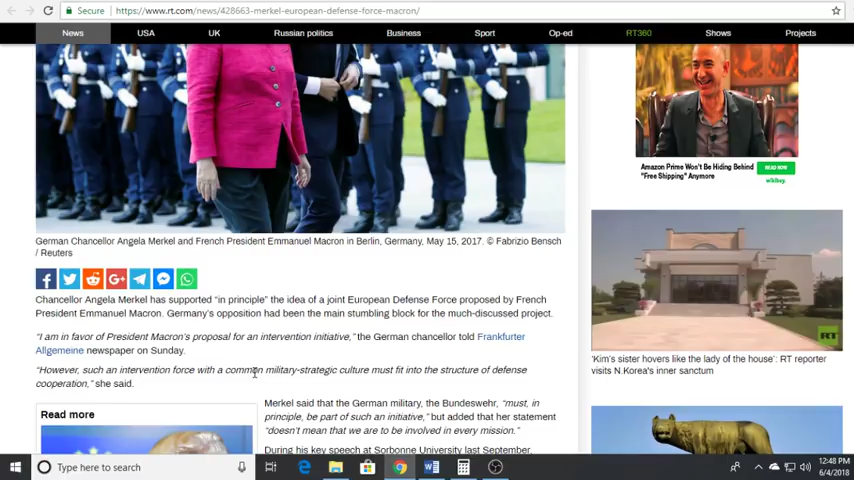 Secure
https://www.rt.com/news/428663-merkel-european-defense-force-macron/
News USA UK Russian politics Business Sport Op-ed RT360 Shows Projects
Amazon Prime Won't Be Hiding Behind
"Free Shipping" Anymore
READ NOW
wikibuy.
German Chancellor Angela Merkel and French President Emmanuel Macron in Berlin, Germany, May 15, 2017. © Fabrizio Bensch
/ Reuters
Chancellor Angela Merkel has supported "in principle" the idea of a joint European Defense Force proposed by French
President Emmanuel Macron. Germany's opposition had been the main stumbling block for the much-discussed project.
"I am in favor of President Macron's proposal for an intervention initiative," the German chancellor told Frankfurter
Allgemeine newspaper on Sunday.
"However, such an intervention force with a common military-strategic culture must fit into the structure of defense
cooperation," she said.
Read more
Merkel said that the German military, the Bundeswehr, "must, in
principle, be part of such an initiative," but added that her statement
"doesn't mean that we are to be involved in every mission."
During his key speech at Sorbonne University last September,
RT
'Kim's sister hovers like the lady of the house': RT reporter
visits N.Korea's inner sanctum
Type here to search
12:48 PM
6/4/2018